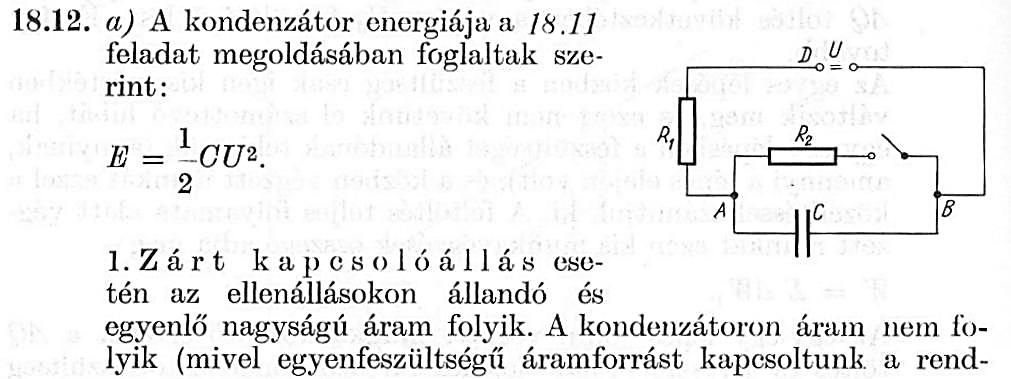 18.12. a) A kondenzátor energiája a 18.11
feladat megoldásában foglaltak sze-
rint:
E = 1/2 CU².
1. Zárt kapcsolóállás ese-
tén az ellenállásokon állandó és
egyenlő nagyságú áram folyik. A kondenzátoron áram nem fo-
lyik (mivel egyenfeszültségű áramforrást kapcsoltunk a rend-
D U
=
R₁
R₂
A
C
B